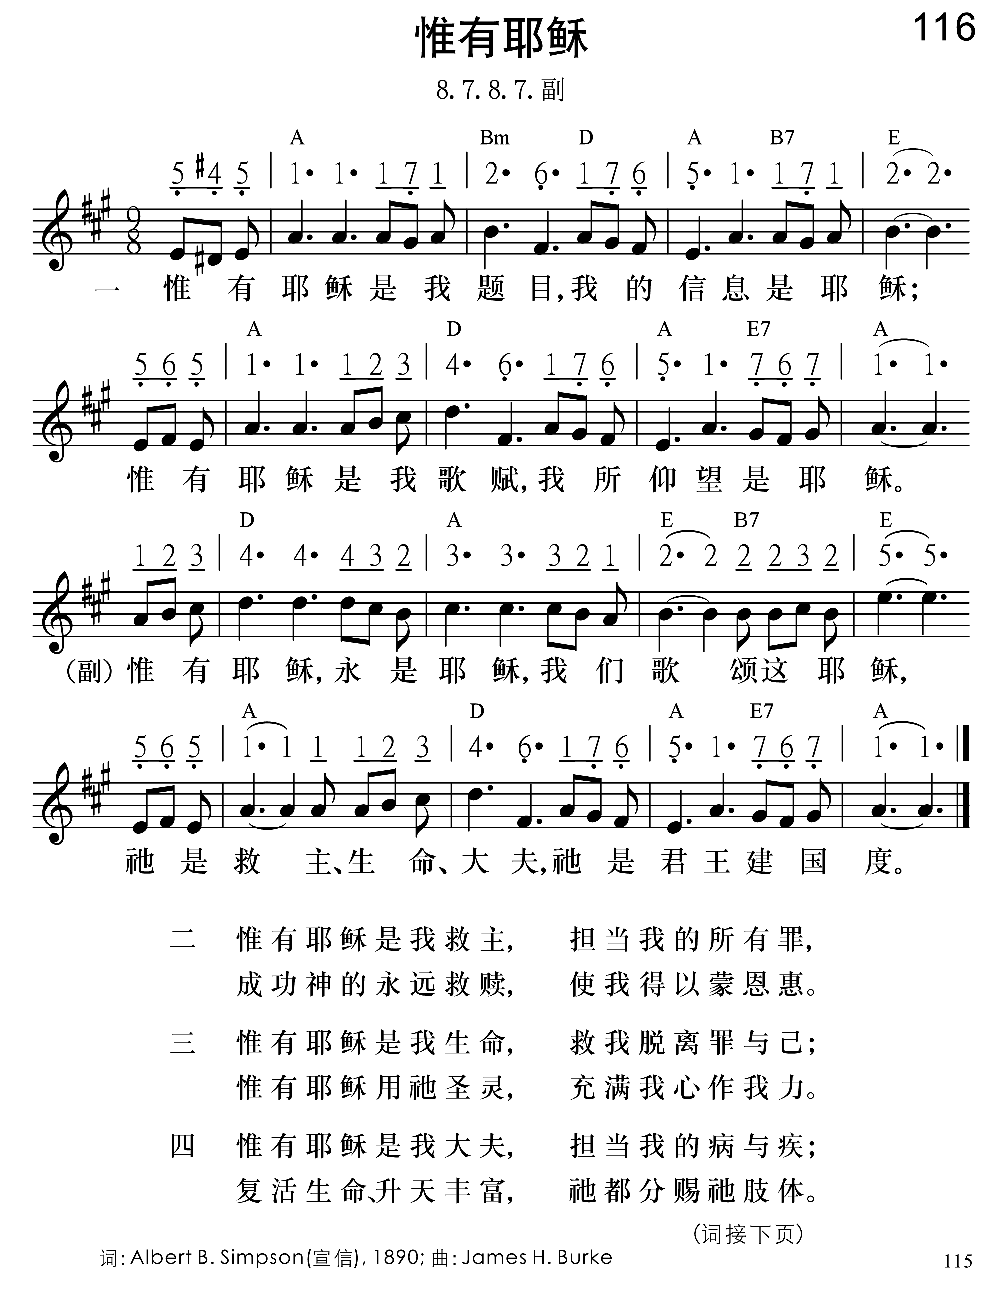 惟有耶稣
116
8.7.8.7.副
A Bm D A B7 E
5 #4 5 | 1· 1· 1 7 1 | 2· 6· 1 7 6 | 5· 1· 1 7 1 | 2· 2·
9
8
一 惟有耶稣是我题目,我的信息是耶稣;
A D A E7 A
5 6 5 | 1· 1· 1 2 3 | 4· 6· 1 7 6 | 5· 1· 7 6 7 | 1· 1·
惟有耶稣是我歌赋,我所仰望是耶稣。
D A E B7 E
1 2 3 | 4· 4· 4 3 2 | 3· 3· 3 2 1 | 2· 2 2 2 3 2 | 5· 5·
(副)惟有耶稣,永是耶稣,我们歌颂这耶稣,
A D A E7 A
5 6 5 | 1· 1 1 1 2 3 | 4· 6· 1 7 6 | 5· 1· 7 6 7 | 1· 1·
祂是救主、生命、大夫,祂是君王建国度。
二 惟有耶稣是我救主, 担当我的所有罪,
成功神的永远救赎, 使我得以蒙恩惠。
三 惟有耶稣是我生命, 救我脱离罪与己;
惟有耶稣用祂圣灵, 充满我心作我力。
四 惟有耶稣是我大夫, 担当我的病与疾;
复活生命、升天丰富, 祂都分赐祂肢体。
(词接下页)
词: Albert B. Simpson(宣信), 1890; 曲: James H. Burke
115